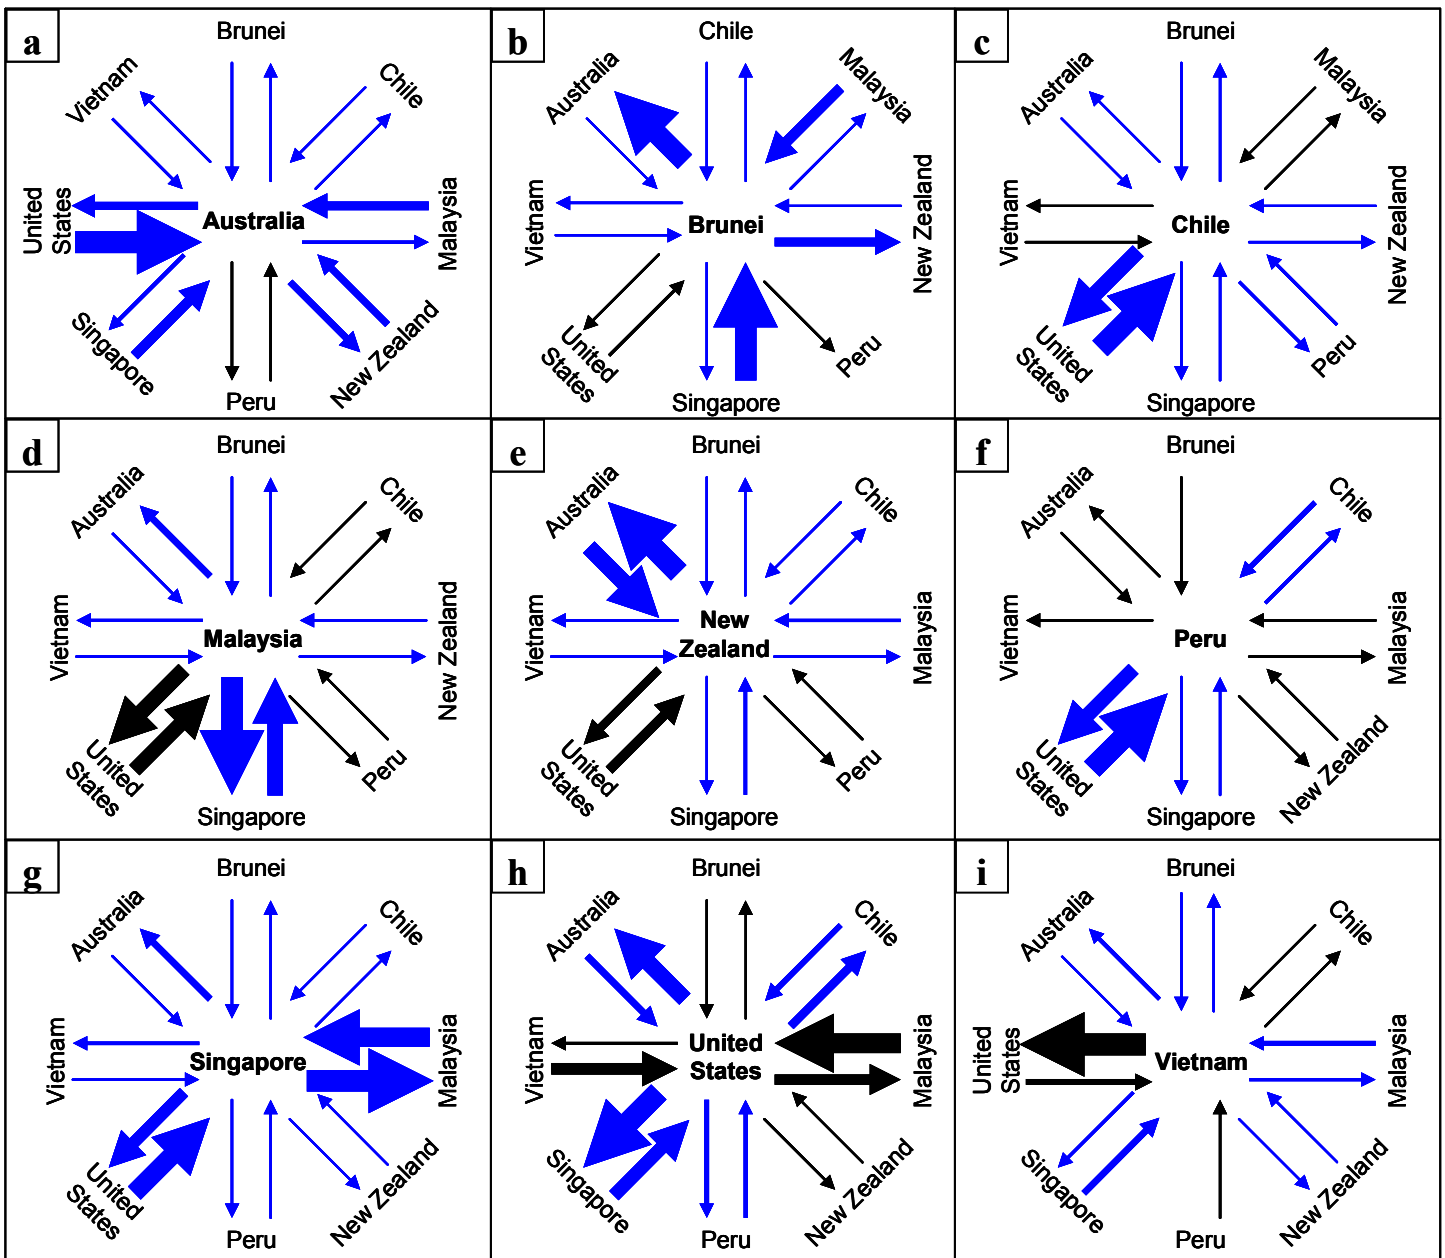 a
Brunei
Vietnam
Chile
United
States
Australia
Malaysia
Singapore
Peru
New Zealand
b
Chile
Australia
Malaysia
Vietnam
Brunei
New Zealand
United
States
Singapore
Peru
c
Brunei
Australia
Malaysia
Vietnam
Chile
New Zealand
United
States
Singapore
Peru
d
Brunei
Australia
Chile
Vietnam
Malaysia
New Zealand
United
States
Singapore
Peru
e
Brunei
Australia
Chile
Vietnam
New
Zealand
Malaysia
United
States
Singapore
Peru
f
Brunei
Australia
Chile
Vietnam
Peru
Malaysia
United
States
Singapore
New Zealand
g
Brunei
Australia
Chile
Vietnam
Singapore
Malaysia
United
States
Peru
New Zealand
h
Brunei
Australia
Chile
Vietnam
United
States
Malaysia
Singapore
Peru
New Zealand
i
Brunei
Australia
Chile
United
States
Vietnam
Malaysia
Singapore
Peru
New Zealand